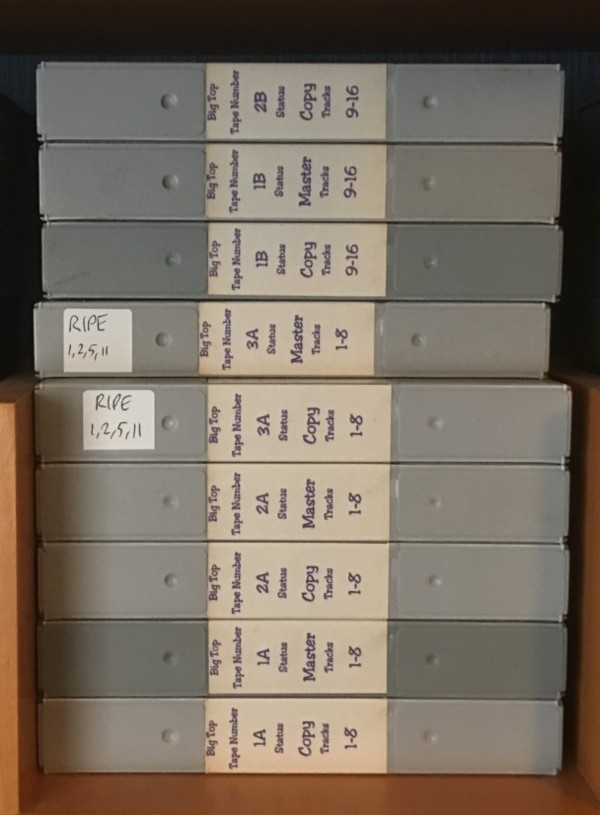 Big Top
Tape Number
2B
Status
Copy
Tracks
9-16
Big Top
Tape Number
1B
Status
Master
Tracks
9-16
Big Top
Tape Number
1B
Status
Copy
Tracks
9-16
RIPE
1,2,5,11
Big Top
Tape Number
3A
Status
Master
Tracks
1-8
RIPE
1,2,5,11
Big Top
Tape Number
3A
Status
Copy
Tracks
1-8
Big Top
Tape Number
2A
Status
Master
Tracks
1-8
Big Top
Tape Number
2A
Status
Copy
Tracks
1-8
Big Top
Tape Number
1A
Status
Master
Tracks
1-8
Big Top
Tape Number
1A
Status
Copy
Tracks
1-8